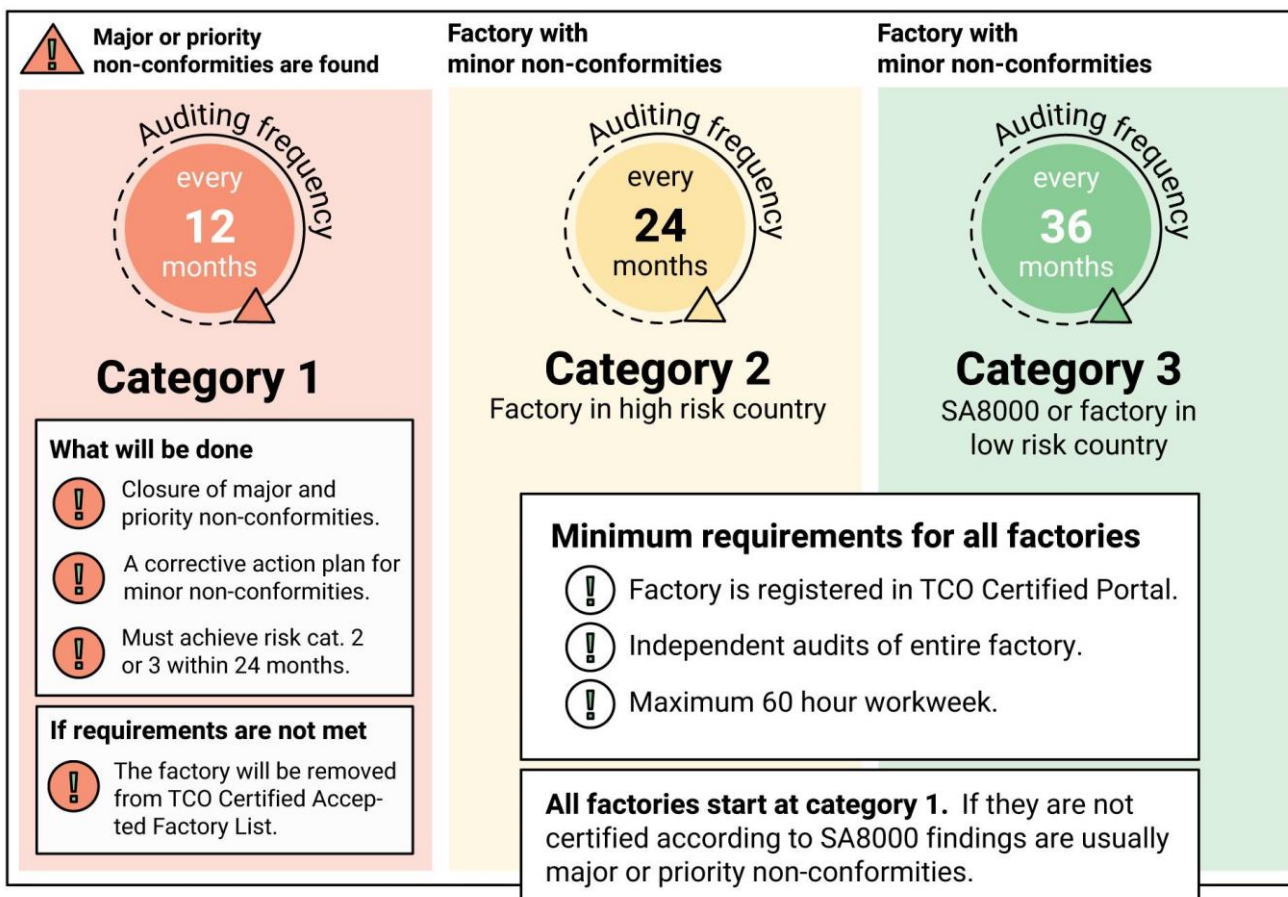 Major or priority
non-conformities are found
Auditing frequency
every
12
months
Category 1
What will be done
Closure of major and
priority non-conformities.
A corrective action plan for
minor non-conformities.
Must achieve risk cat. 2
or 3 within 24 months.
If requirements are not met
The factory will be removed
from TCO Certified Accep-
ted Factory List.
Factory with
minor non-conformities
Auditing frequency
every
24
months
Category 2
Factory in high risk country
Factory with
minor non-conformities
Auditing frequency
every
36
months
Category 3
SA8000 or factory in
low risk country
Minimum requirements for all factories
Factory is registered in TCO Certified Portal.
Independent audits of entire factory.
Maximum 60 hour workweek.
All factories start at category 1. If they are not
certified according to SA8000 findings are usually
major or priority non-conformities.